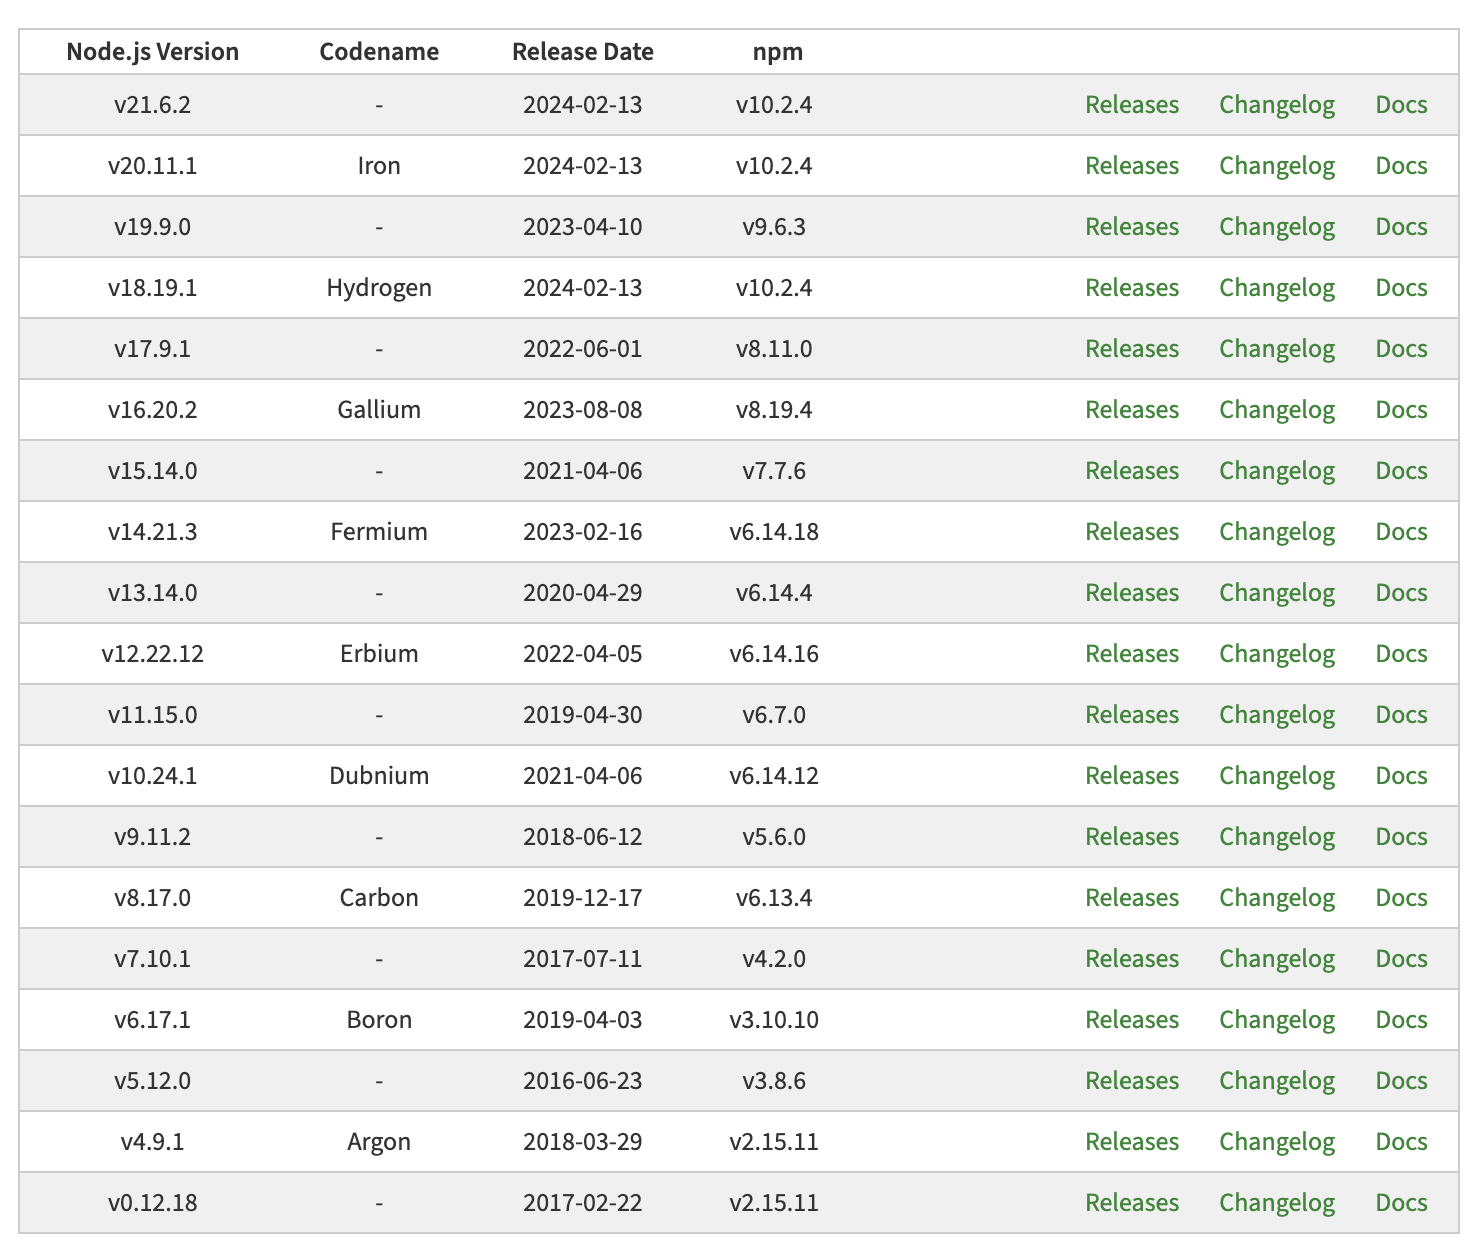 Node.js Version Codename Release Date npm
v21.6.2 - 2024-02-13 v10.2.4 Releases Changelog Docs
v20.11.1 Iron 2024-02-13 v10.2.4 Releases Changelog Docs
v19.9.0 - 2023-04-10 v9.6.3 Releases Changelog Docs
v18.19.1 Hydrogen 2024-02-13 v10.2.4 Releases Changelog Docs
v17.9.1 - 2022-06-01 v8.11.0 Releases Changelog Docs
v16.20.2 Gallium 2023-08-08 v8.19.4 Releases Changelog Docs
v15.14.0 - 2021-04-06 v7.7.6 Releases Changelog Docs
v14.21.3 Fermium 2023-02-16 v6.14.18 Releases Changelog Docs
v13.14.0 - 2020-04-29 v6.14.4 Releases Changelog Docs
v12.22.12 Erbium 2022-04-05 v6.14.16 Releases Changelog Docs
v11.15.0 - 2019-04-30 v6.7.0 Releases Changelog Docs
v10.24.1 Dubnium 2021-04-06 v6.14.12 Releases Changelog Docs
v9.11.2 - 2018-06-12 v5.6.0 Releases Changelog Docs
v8.17.0 Carbon 2019-12-17 v6.13.4 Releases Changelog Docs
v7.10.1 - 2017-07-11 v4.2.0 Releases Changelog Docs
v6.17.1 Boron 2019-04-03 v3.10.10 Releases Changelog Docs
v5.12.0 - 2016-06-23 v3.8.6 Releases Changelog Docs
v4.9.1 Argon 2018-03-29 v2.15.11 Releases Changelog Docs
v0.12.18 - 2017-02-22 v2.15.11 Releases Changelog Docs